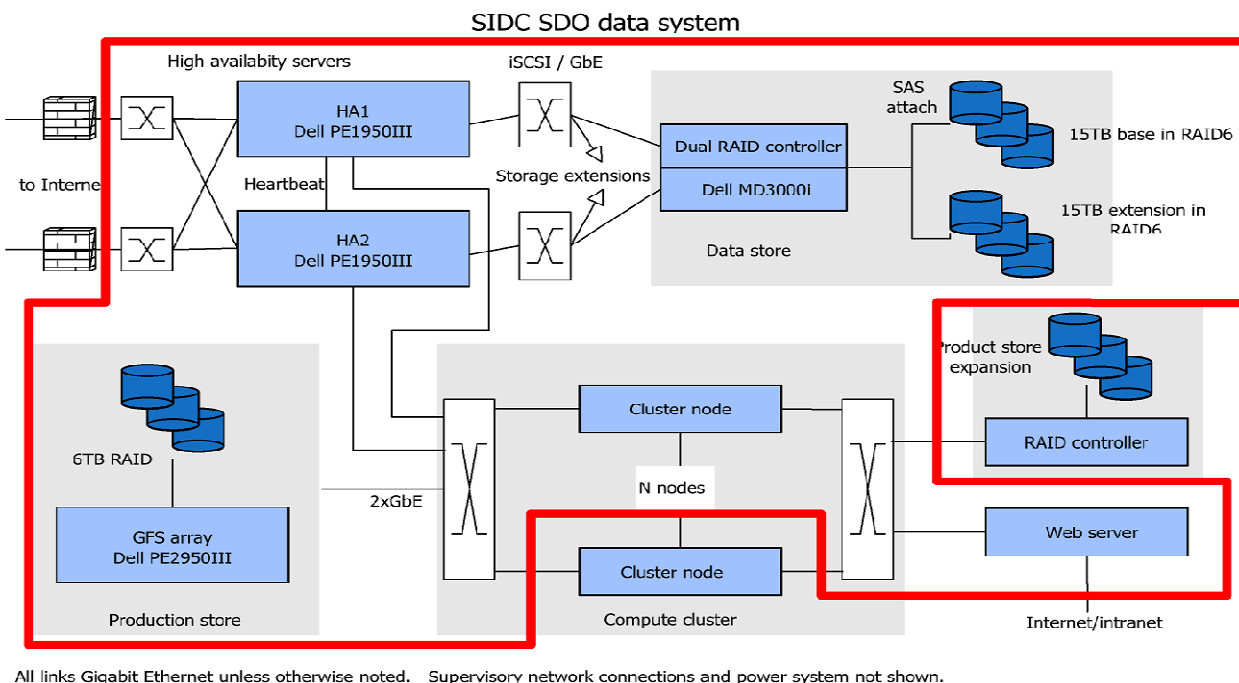 SIDC SDO data system
High availabity servers
iSCSI / GbE
HA1
Dell PE1950III
SAS
attach
Dual RAID controller
15TB base in RAID6
to Interne
Heartbeat
Storage extensions
Dell MD3000i
15TB extension in
RAID6
HA2
Dell PE1950III
Data store
Product store
expansion
Cluster node
RAID controller
6TB RAID
N nodes
2xGbE
GFS array
Dell PE2950III
Web server
Cluster node
Production store
Compute cluster
Internet/intranet
All links Gigabit Ethernet unless otherwise noted. Supervisory network connections and power system not shown.